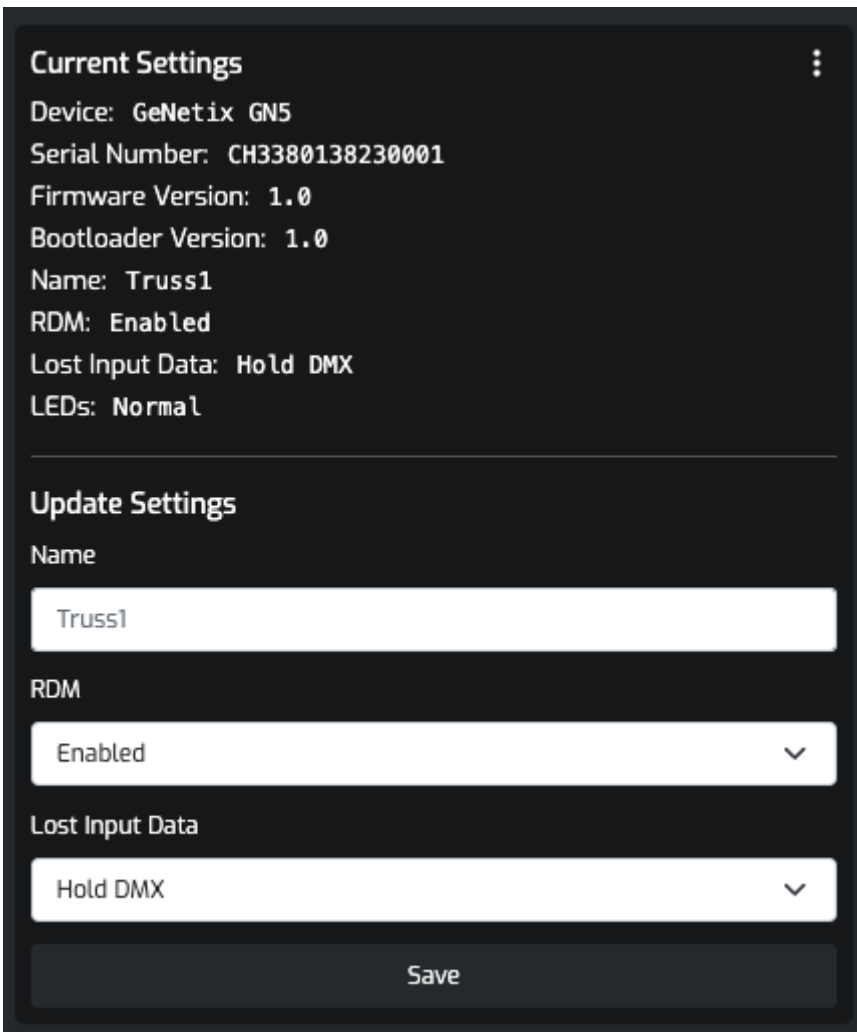 Current Settings
Device: GeNetix GN5
Serial Number: CH3380138230001
Firmware Version: 1.0
Bootloader Version: 1.0
Name: Truss1
RDM: Enabled
Lost Input Data: Hold DMX
LEDs: Normal
Update Settings
Name
Truss1
RDM
Enabled
Lost Input Data
Hold DMX
Save